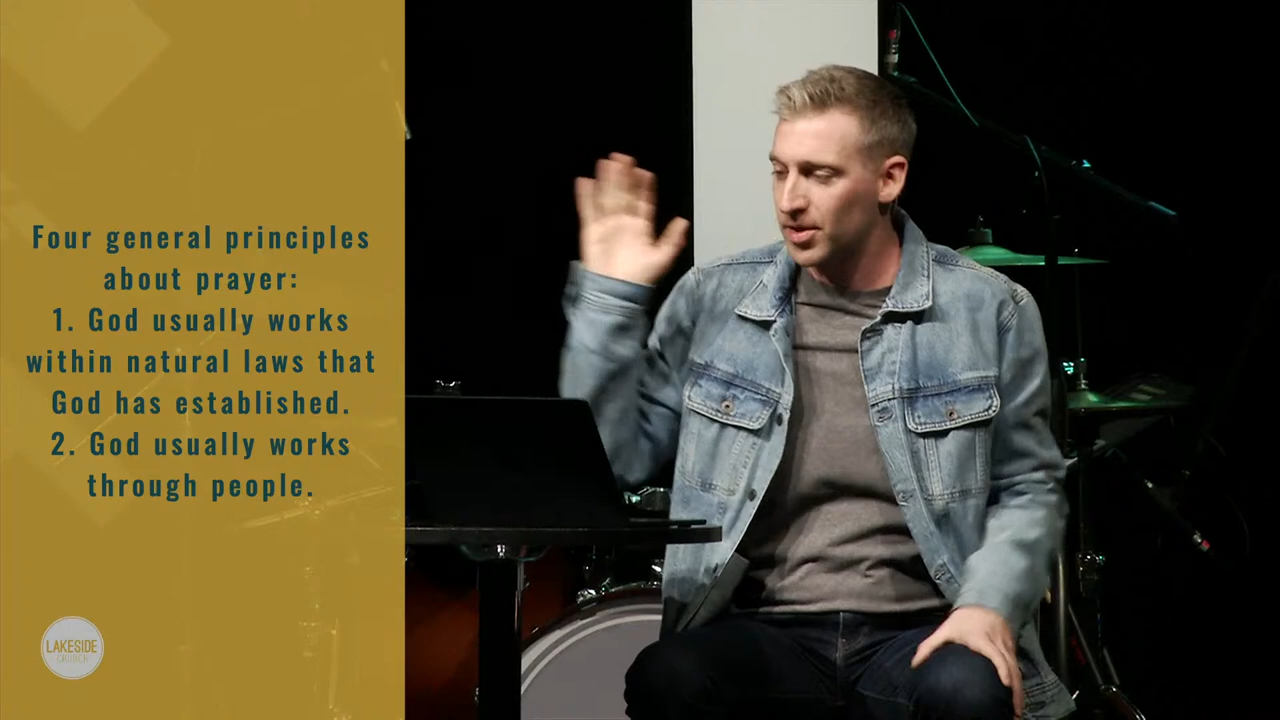 Four general principles
about prayer:
1. God usually works
within natural laws that
God has established.
2. God usually works
through people.
LAKESIDE
CHURCH